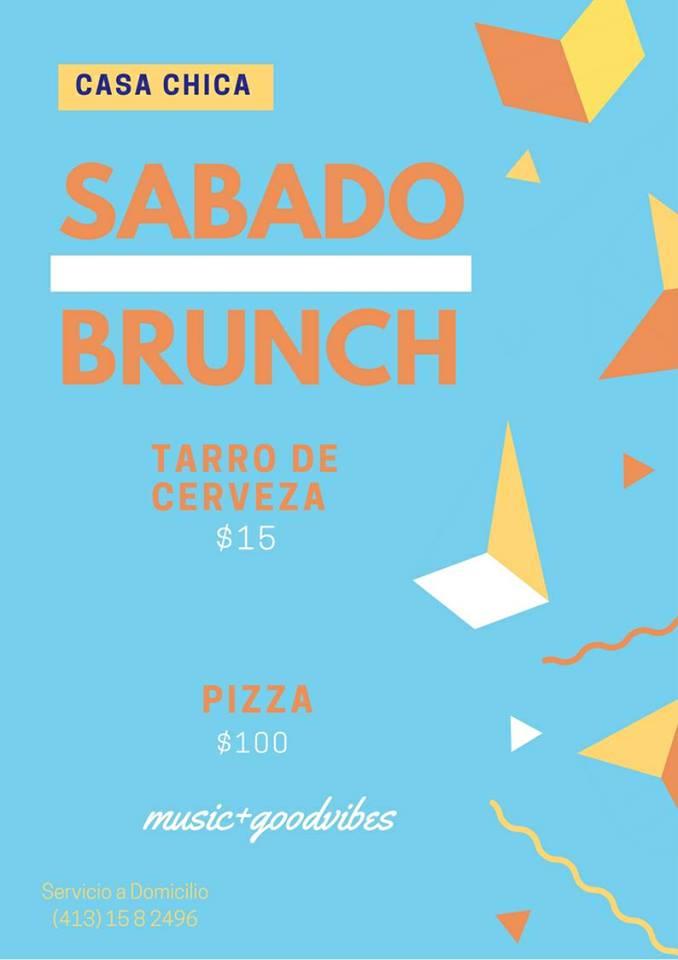 CASA CHICA
SABADO
BRUNCH
TARRO DE
CERVEZA
$15
PIZZA
$100
music+goodvibes
Servicio a Domicilio
(413) 15 8 2496